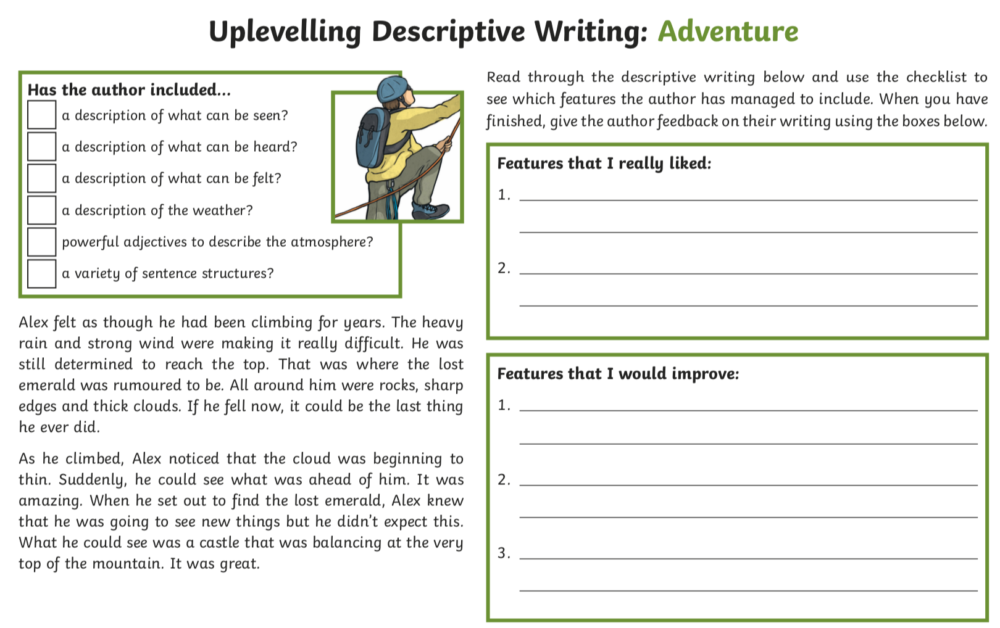 Uplevelling Descriptive Writing: Adventure
Has the author included...
a description of what can be seen?
a description of what can be heard?
a description of what can be felt?
a description of the weather?
powerful adjectives to describe the atmosphere?
a variety of sentence structures?
Alex felt as though he had been climbing for years. The heavy
rain and strong wind were making it really difficult. He was
still determined to reach the top. That was where the lost
emerald was rumoured to be. All around him were rocks, sharp
edges and thick clouds. If he fell now, it could be the last thing
he ever did.
As he climbed, Alex noticed that the cloud was beginning to
thin. Suddenly, he could see what was ahead of him. It was
amazing. When he set out to find the lost emerald, Alex knew
that he was going to see new things but he didn't expect this.
What he could see was a castle that was balancing at the very
top of the mountain. It was great.
Read through the descriptive writing below and use the checklist to
see which features the author has managed to include. When you have
finished, give the author feedback on their writing using the boxes below.
Features that I really liked:
1.
2.
Features that I would improve:
1.
2.
3.